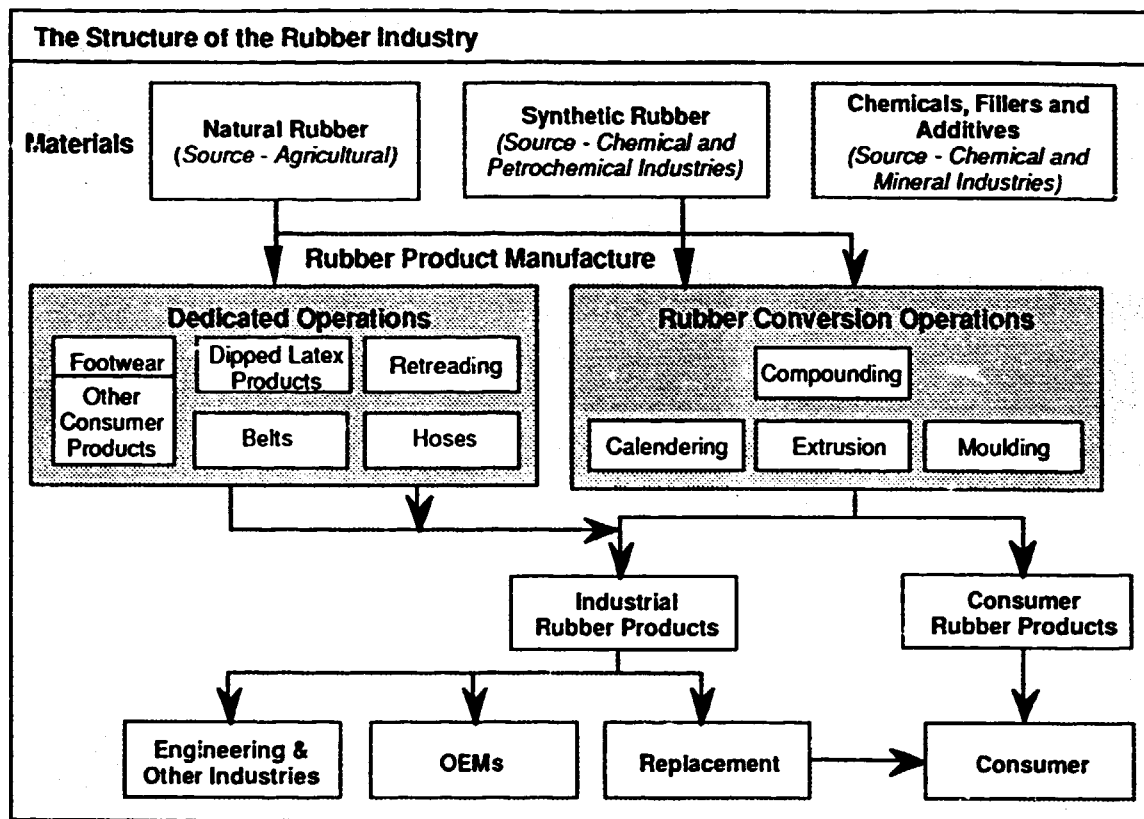 The Structure of the Rubber Industry
Materials
Natural Rubber
(Source - Agricultural)
Synthetic Rubber
(Source - Chemical and
Petrochemical Industries)
Chemicals, Fillers and
Additives
(Source - Chemical and
Mineral Industries)
Rubber Product Manufacture
Dedicated Operations
Footwear
Other
Consumer
Products
Dipped Latex
Products
Retreading
Belts
Hoses
Rubber Conversion Operations
Compounding
Calendering
Extrusion
Moulding
Industrial
Rubber Products
Consumer
Rubber Products
Engineering &
Other Industries
OEMs
Replacement
Consumer